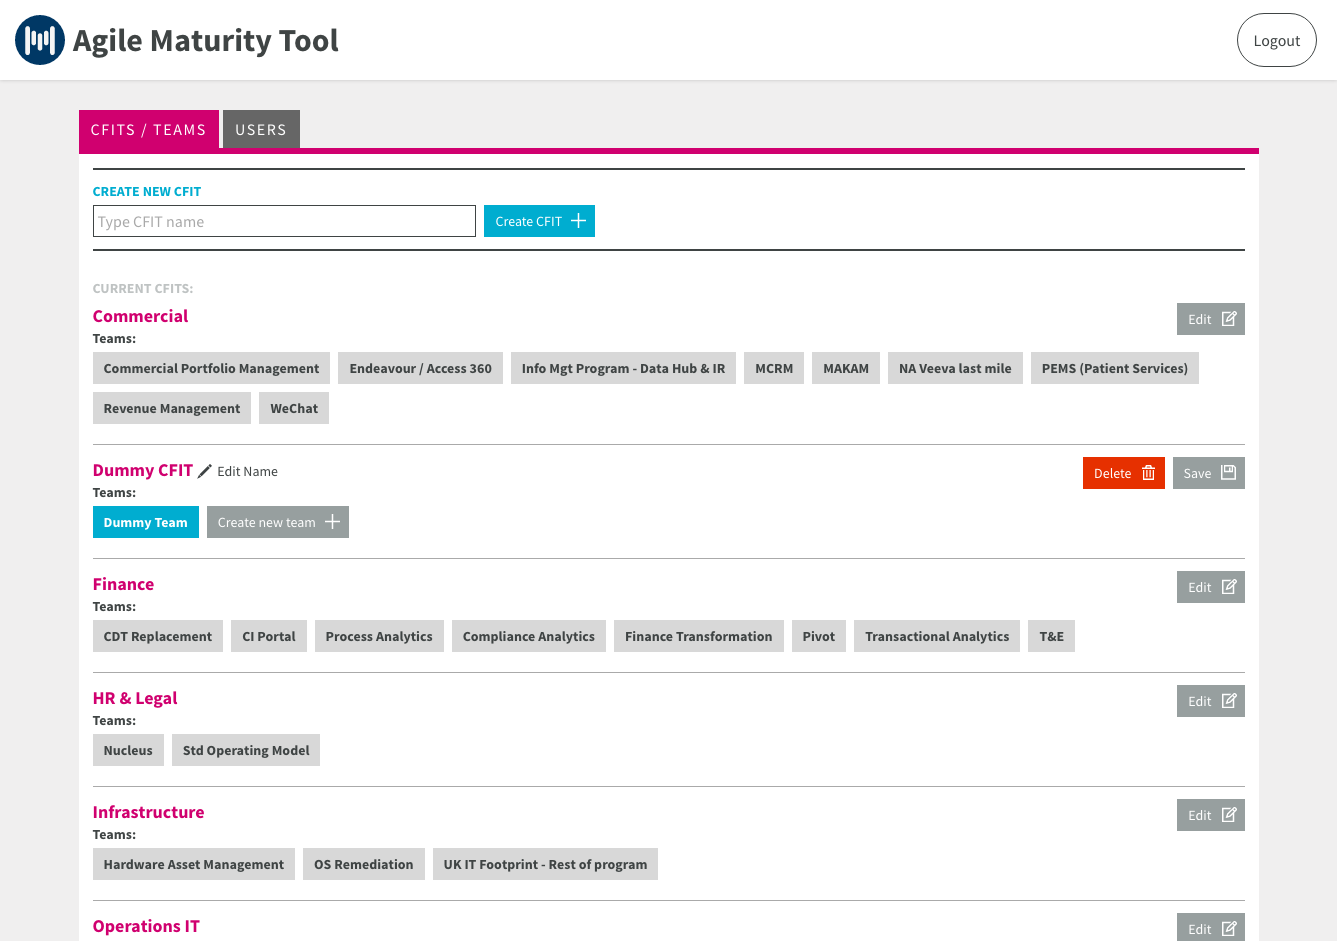 Agile Maturity Tool
Logout
CFITS / TEAMS USERS
CREATE NEW CFIT
Type CFIT name Create CFIT
CURRENT CFITS:
Commercial Edit
Teams:
Commercial Portfolio Management Endeavour / Access 360 Info Mgt Program - Data Hub & IR MCRM MAKAM NA Veeva last mile PEMS (Patient Services)
Revenue Management WeChat
Dummy CFIT Edit Name Delete Save
Teams:
Dummy Team Create new team
Finance Edit
Teams:
CDT Replacement CI Portal Process Analytics Compliance Analytics Finance Transformation Pivot Transactional Analytics T&E
HR & Legal Edit
Teams:
Nucleus Std Operating Model
Infrastructure Edit
Teams:
Hardware Asset Management OS Remediation UK IT Footprint - Rest of program
Operations IT Edit